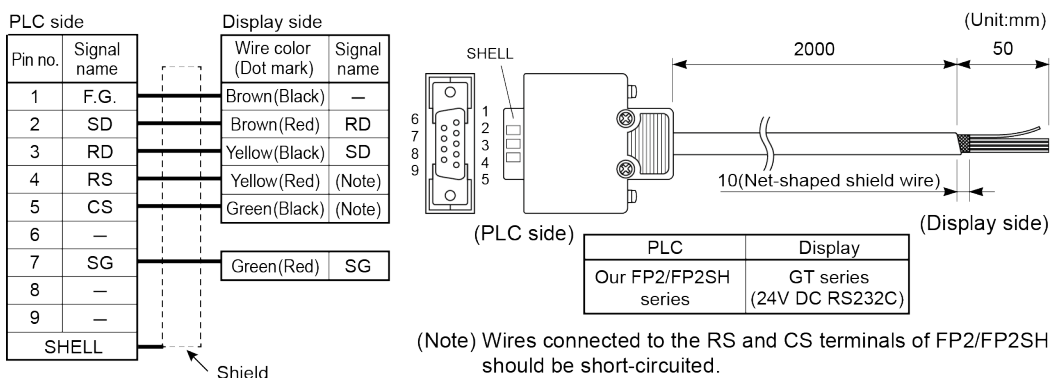 PLC side
Display side
Pin no. Signal name Wire color (Dot mark) Signal name
1 F.G. Brown(Black) —
2 SD Brown(Red) RD
3 RD Yellow(Black) SD
4 RS Yellow(Red) (Note)
5 CS Green(Black) (Note)
6 —
7 SG Green(Red) SG
8 —
9 —
SHELL
Shield
(Unit:mm)
SHELL
2000
50
6
7
8
9
1
2
3
4
5
10(Net-shaped shield wire)
(PLC side)
(Display side)
PLC Display
Our FP2/FP2SH series
GT series (24V DC RS232C)
(Note) Wires connected to the RS and CS terminals of FP2/FP2SH
should be short-circuited.